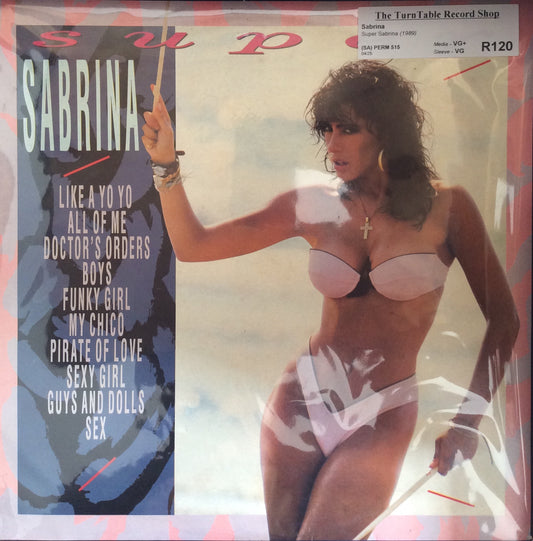 The TurnTable Record Shop
Sabrina
Super Sabrina (1989)
(SA) PERM 515
Media - VG+
Sleeve - VG
R120
super
SABRINA
LIKE A YO YO
ALL OF ME
DOCTOR'S ORDERS
BOYS
FUNKY GIRL
MY CHICO
PIRATE OF LOVE
SEXY GIRL
GUYS AND DOLLS
SEX